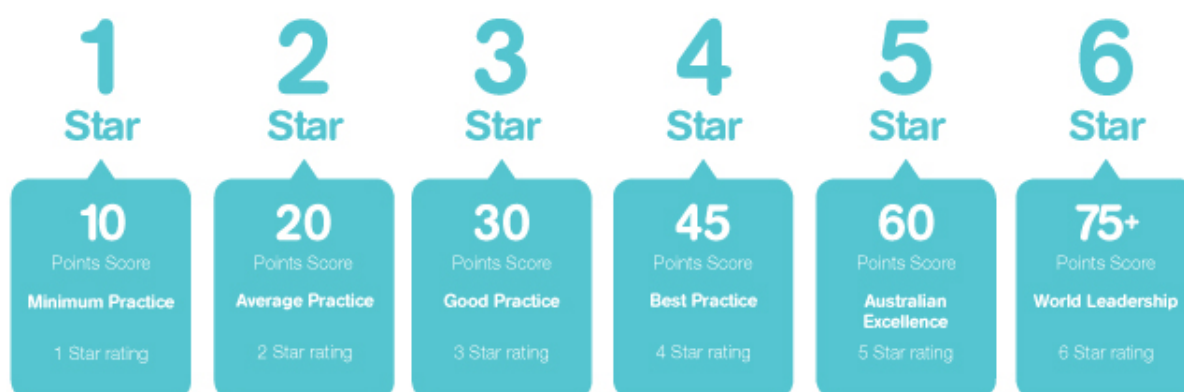 1
Star
10
Points Score
Minimum Practice
1 Star rating
2
Star
20
Points Score
Average Practice
2 Star rating
3
Star
30
Points Score
Good Practice
3 Star rating
4
Star
45
Points Score
Best Practice
4 Star rating
5
Star
60
Points Score
Australian
Excellence
5 Star rating
6
Star
75+
Points Score
World Leadership
6 Star rating